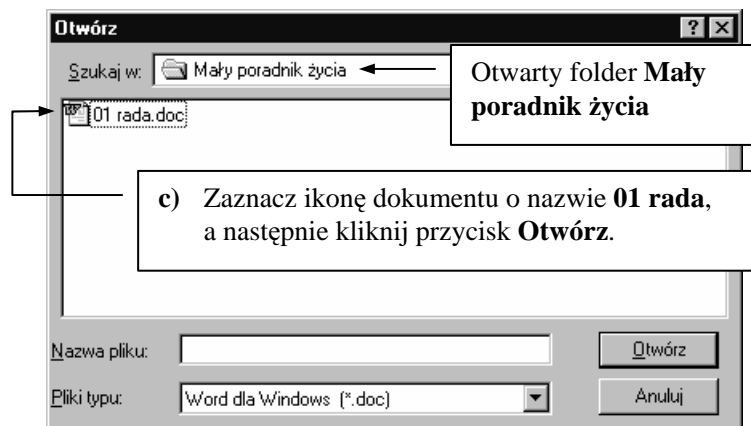 Otwórz
Szukaj w: Mały poradnik życia
Otwarty folder Mały
poradnik życia
01 rada.doc
c) Zaznacz ikonę dokumentu o nazwie 01 rada,
a następnie kliknij przycisk Otwórz.
Nazwa pliku: Otwórz
Pliki typu: Word dla Windows (*.doc) Anuluj